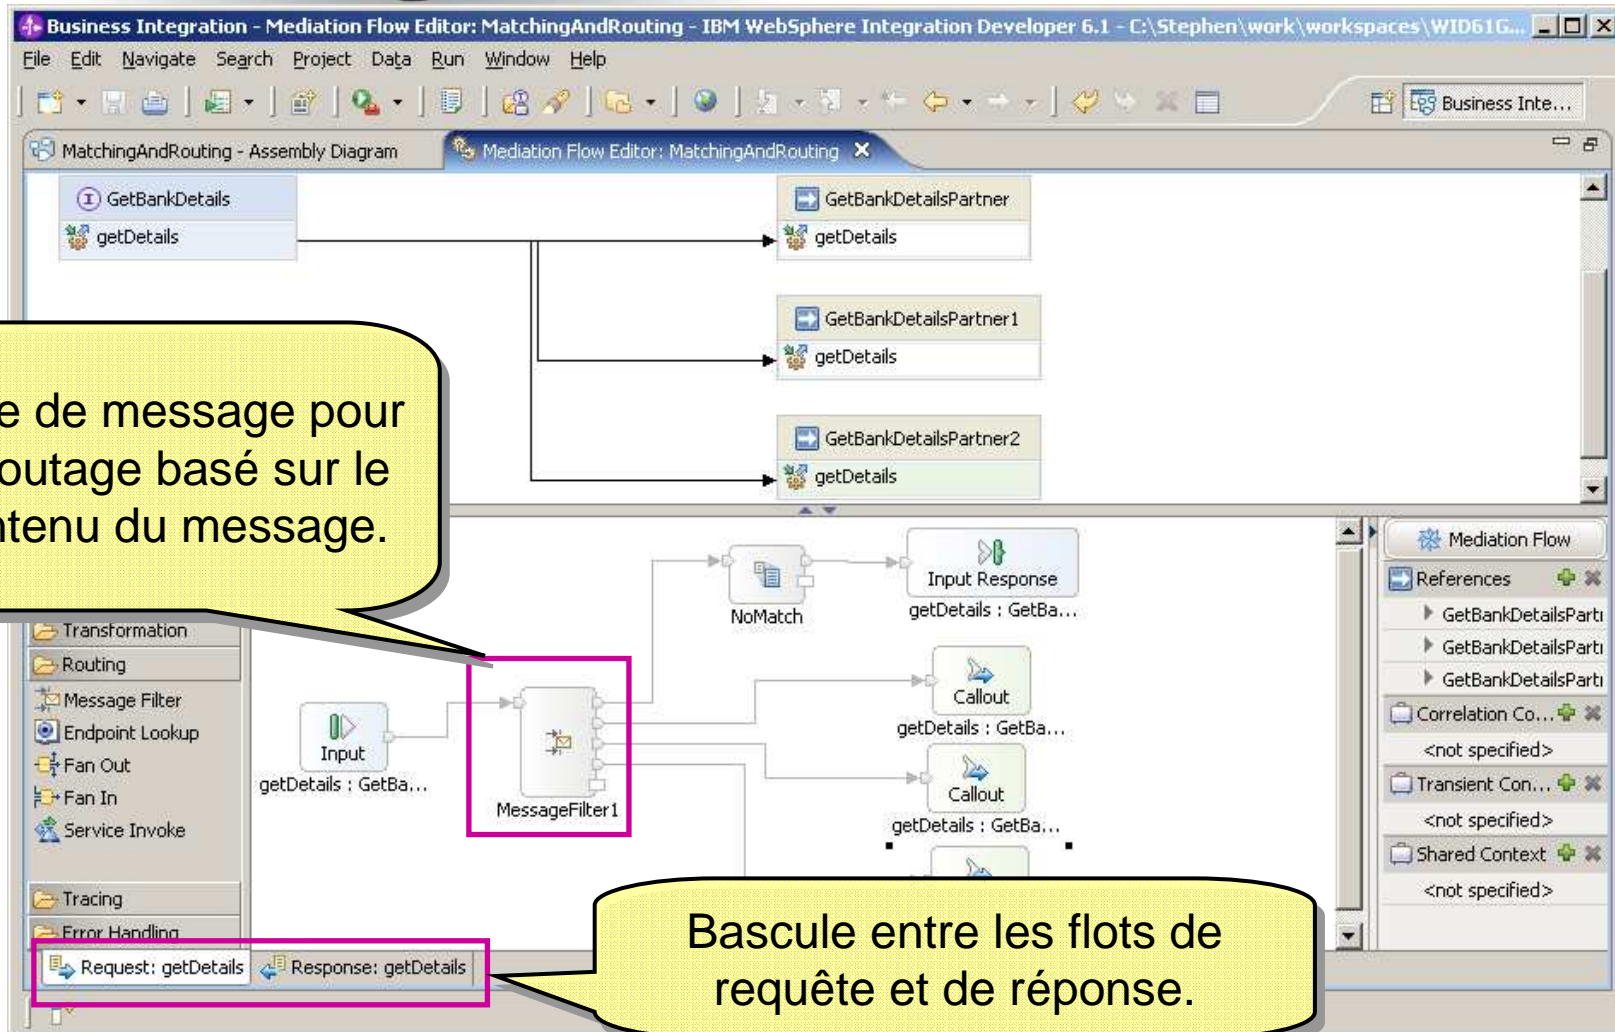 Business Integration - Mediation Flow Editor: MatchingAndRouting - IBM WebSphere Integration Developer 6.1 - C:\Stephen\work\workspaces\WID61G...
File Edit Navigate Search Project Data Run Window Help
Business Inte...
MatchingAndRouting - Assembly Diagram
Mediation Flow Editor: MatchingAndRouting
GetBankDetails
getDetails
GetBankDetailsPartner
getDetails
GetBankDetailsPartner1
getDetails
GetBankDetailsPartner2
getDetails
e de message pour
outage basé sur le
ntenu du message.
Transformation
Routing
Message Filter
Endpoint Lookup
Fan Out
Fan In
Service Invoke
Tracing
Error Handling
Input
getDetails : GetBa...
MessageFilter1
NoMatch
Input Response
getDetails : GetBa...
Callout
getDetails : GetBa...
Callout
getDetails : GetBa...
Mediation Flow
References
GetBankDetailsParti
GetBankDetailsParti
GetBankDetailsParti
Correlation Co...
<not specified>
Transient Con...
<not specified>
Shared Context
<not specified>
Request: getDetails
Response: getDetails
Bascule entre les flots de
requête et de réponse.